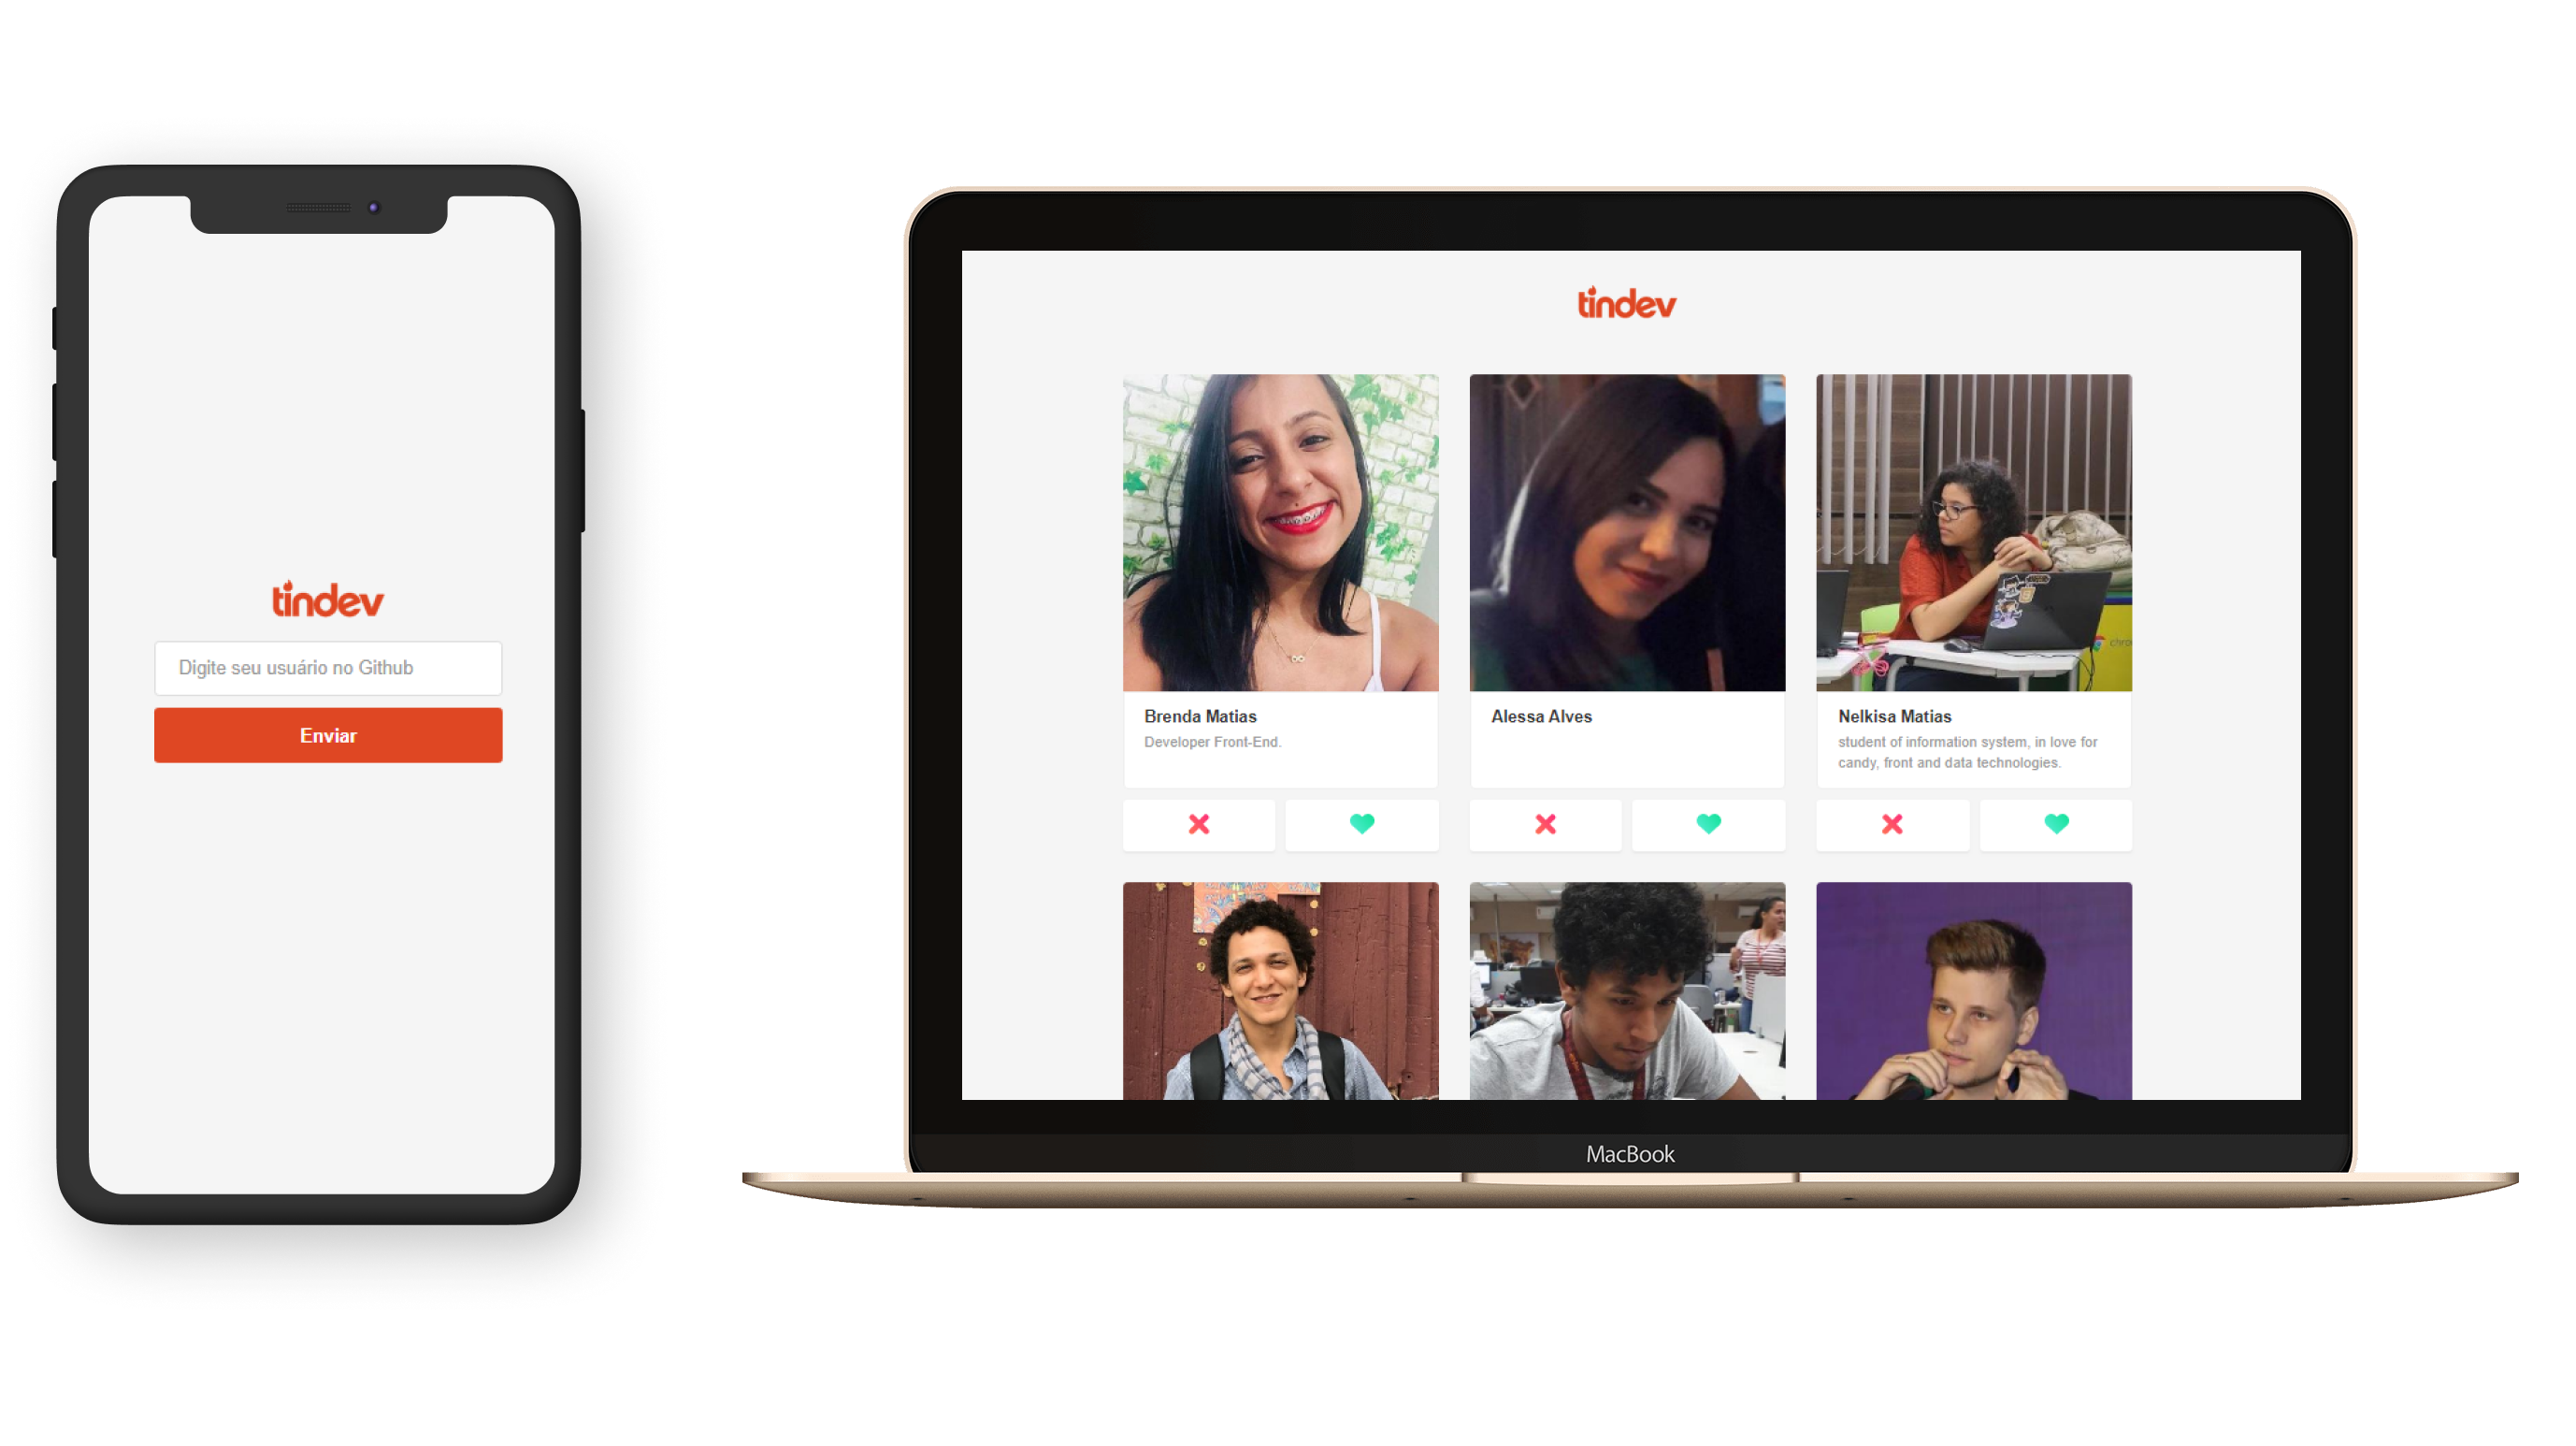 tindev
Digite seu usuário no Github
Enviar
tindev
Brenda Matias
Developer Front-End.
Alessa Alves
Nelkisa Matias
student of information system, in love for
candy, front and data technologies.
MacBook